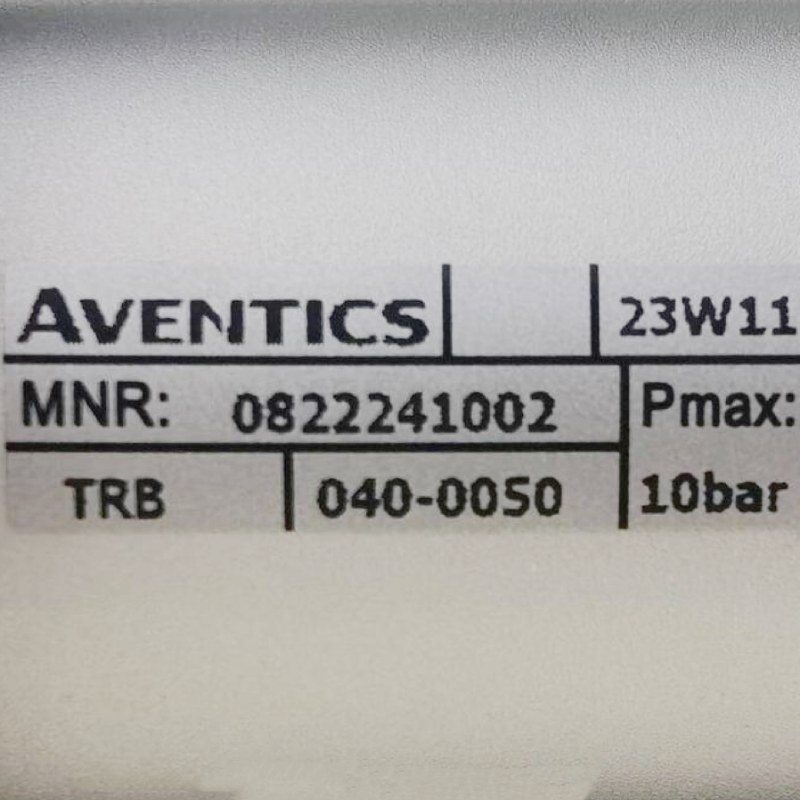 AVENTICS 23W11
MNR: 0822241002 Pmax:
TRB 040-0050 10bar